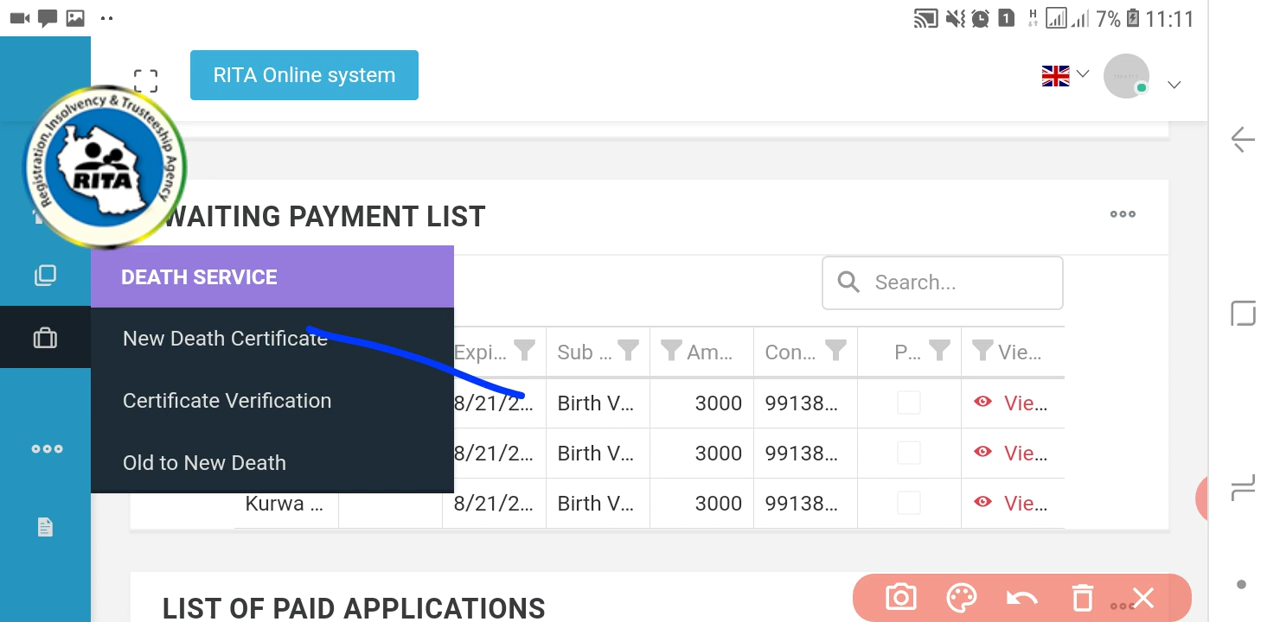 H 7% 11:11
RITA Online system
Registration, Insolvency & Trusteeship Agency
RITA
WAITING PAYMENT LIST
DEATH SERVICE
Search...
New Death Certificate
Expi... Sub ... Am... Con... P... Vie...
Certificate Verification
8/21/2... Birth V... 3000 99138... Vie...
Old to New Death
8/21/2... Birth V... 3000 99138... Vie...
Kurwa ... 8/21/2... Birth V... 3000 99138... Vie...
LIST OF PAID APPLICATIONS